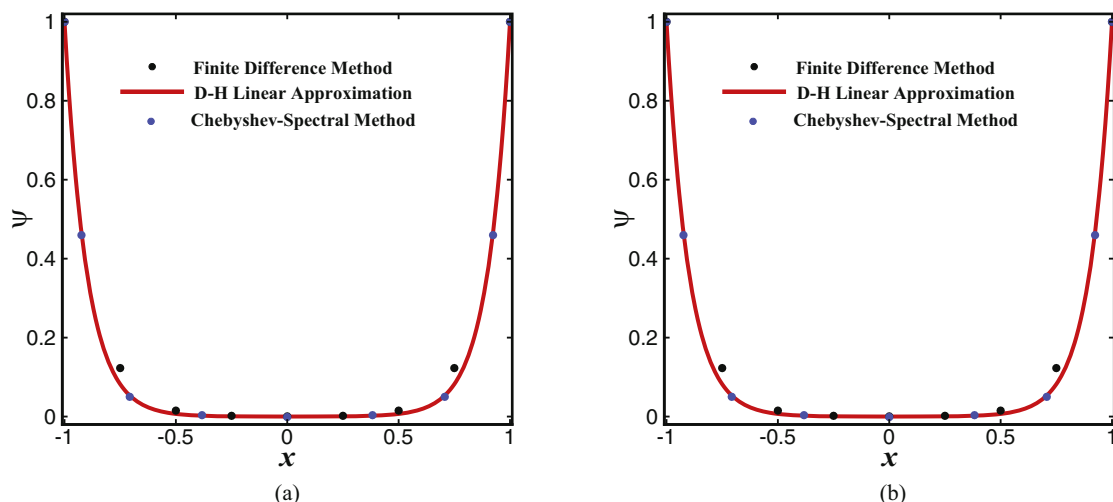 1
0.8
0.6
0.4
0.2
0
ψ
Finite Difference Method
D-H Linear Approximation
Chebyshev-Spectral Method
-1
-0.5
0
0.5
1
x
(a)
1
0.8
0.6
0.4
0.2
0
ψ
Finite Difference Method
D-H Linear Approximation
Chebyshev-Spectral Method
-1
-0.5
0
0.5
1
x
(b)